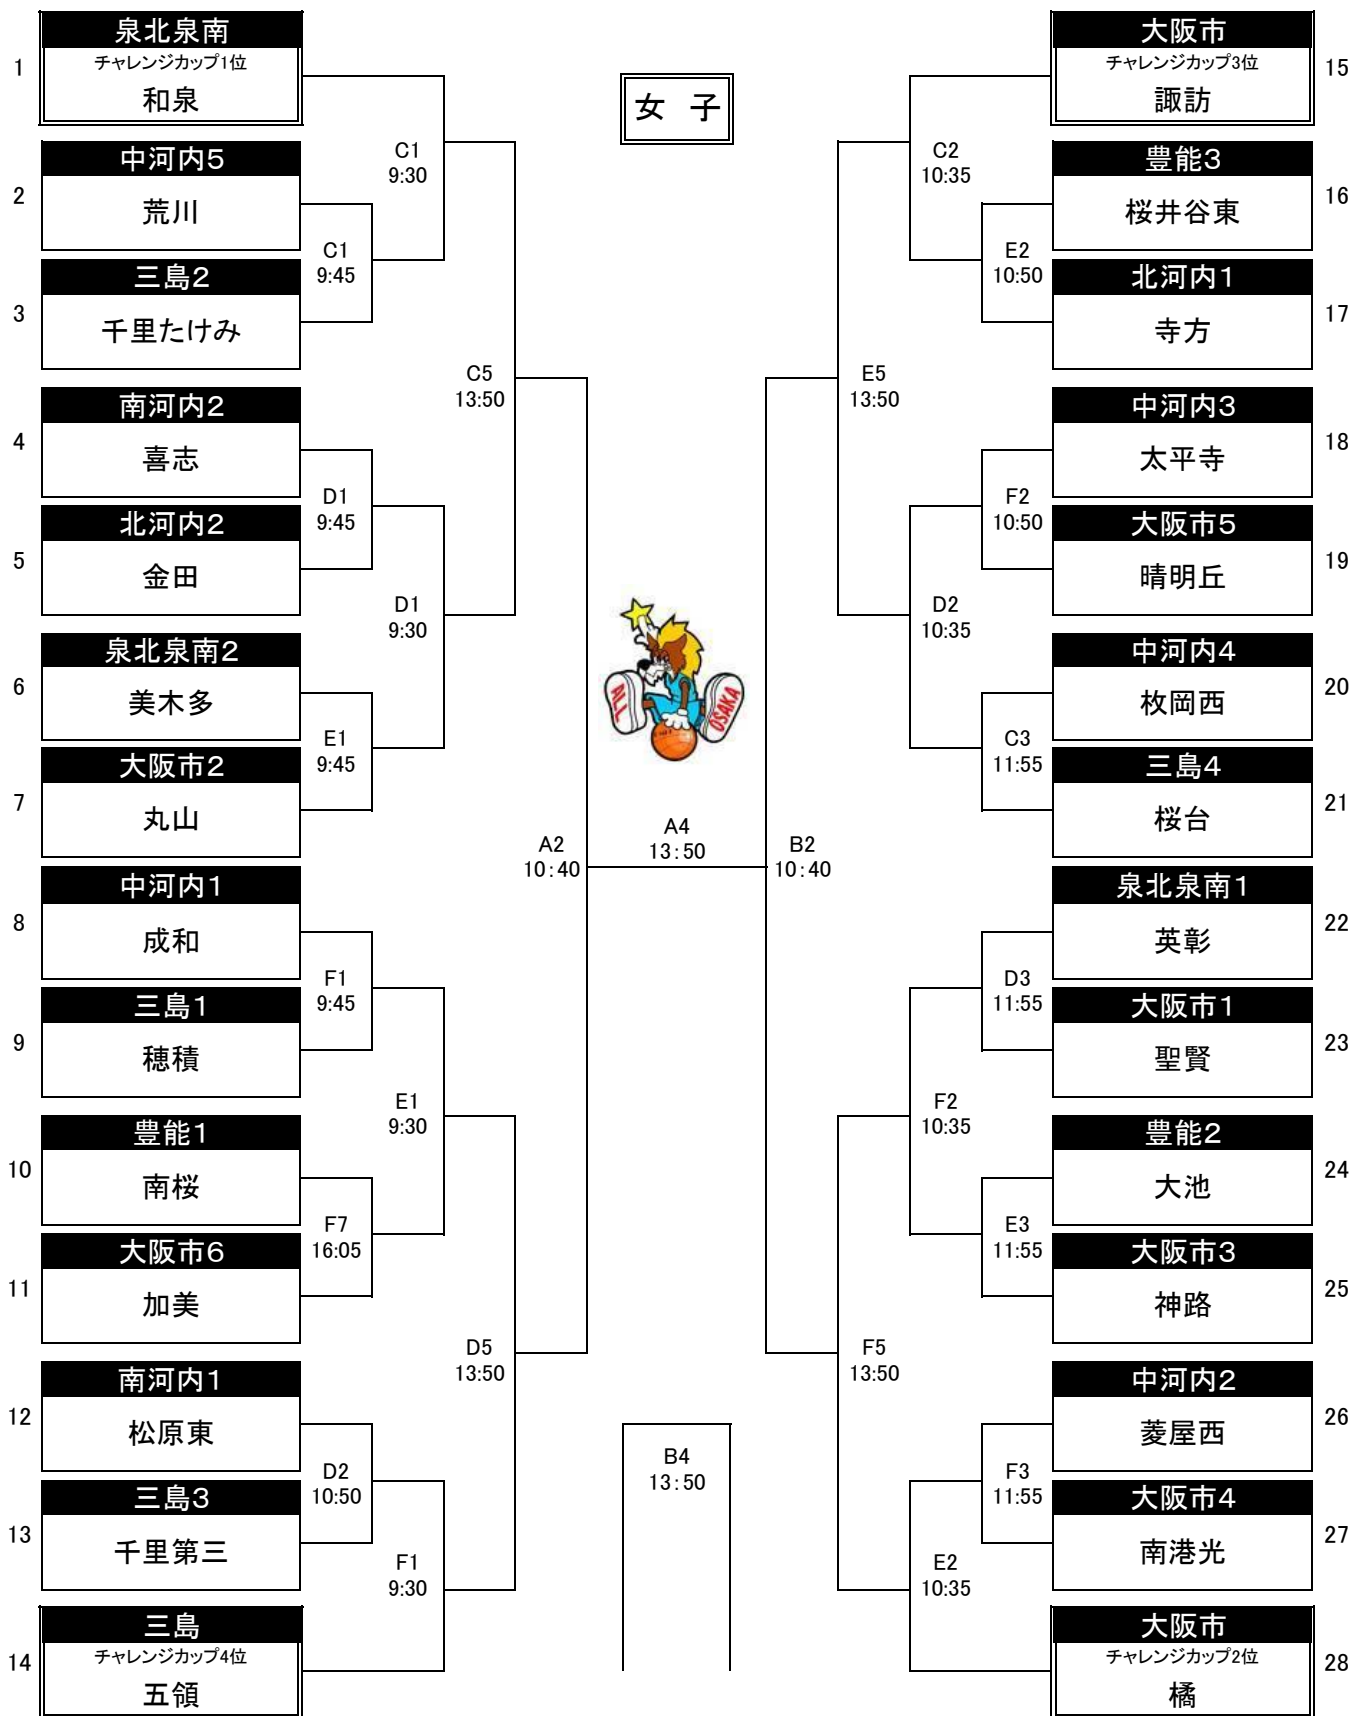 女 子
1
泉北泉南
チャレンジカップ1位
和泉
C1
9:30
2
中河内5
荒川
C1
9:45
3
三島2
千里たけみ
C5
13:50
4
南河内2
喜志
D1
9:45
5
北河内2
金田
D1
9:30
6
泉北泉南2
美木多
E1
9:45
7
大阪市2
丸山
A2
10:40
8
中河内1
成和
F1
9:45
9
三島1
穂積
E1
9:30
10
豊能1
南桜
F7
16:05
11
大阪市6
加美
D5
13:50
12
南河内1
松原東
D2
10:50
13
三島3
千里第三
F1
9:30
14
三島
チャレンジカップ4位
五領
ALL
OSAKA
A4
13:50
B4
13:50
大阪市
チャレンジカップ3位
諏訪
15
C2
10:35
豊能3
桜井谷東
16
E2
10:50
北河内1
寺方
17
E5
13:50
中河内3
太平寺
18
F2
10:50
大阪市5
晴明丘
19
D2
10:35
中河内4
枚岡西
20
C3
11:55
三島4
桜台
21
B2
10:40
泉北泉南1
英彰
22
D3
11:55
大阪市1
聖賢
23
F2
10:35
豊能2
大池
24
E3
11:55
大阪市3
神路
25
F5
13:50
中河内2
菱屋西
26
F3
11:55
大阪市4
南港光
27
E2
10:35
大阪市
チャレンジカップ2位
橘
28